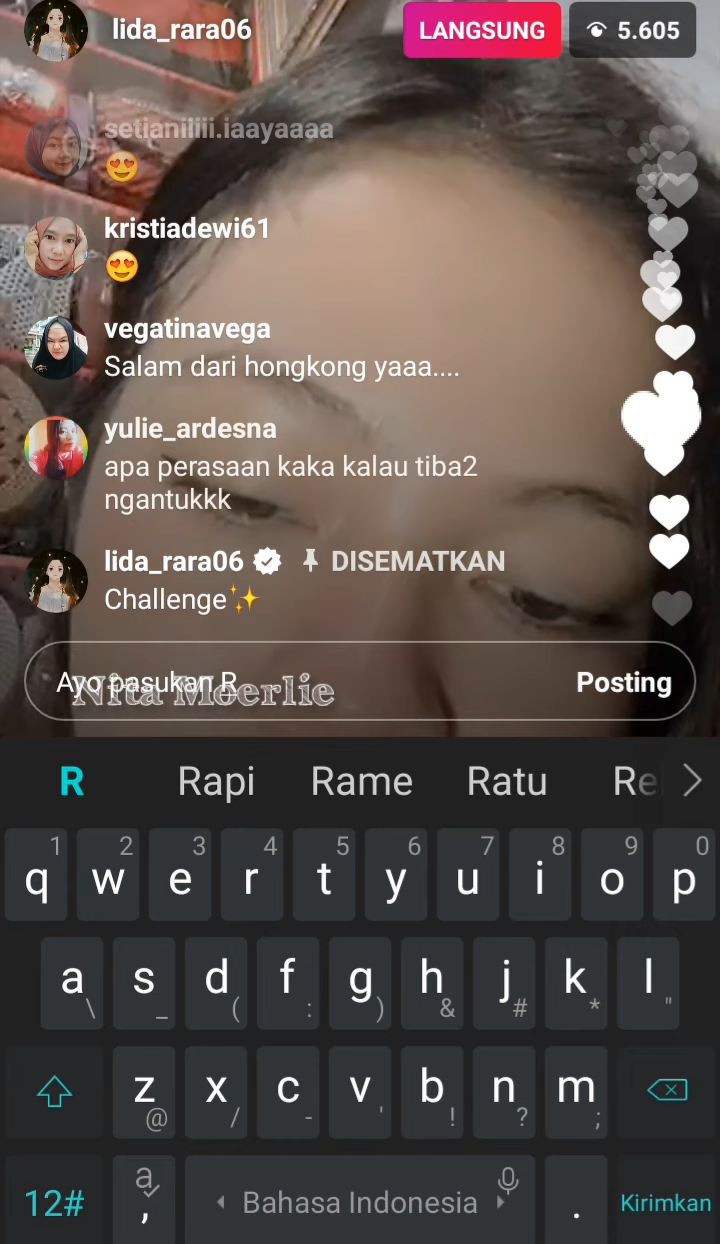 lida_rara06
LANGSUNG
5.605
setianiiiii.iaayaaaa
😍
kristiadewi61
😍
vegatinavega
Salam dari hongkong yaaa....
yulie_ardesna
apa perasaan kaka kalau tiba2
ngantukkk
lida_rara06 DISEMATKAN
Challenge✨
Ayo pasukan R
Nita Moerlie
Posting
R Rapi Rame Ratu
1 2 3 4 5 6 7 8 9 0
q w e r t y u i o p
a s d f g h j k l
\ _ ( : ) & # * "
z x c v b n m
@ / - ' ! ? ;
12# a , Bahasa Indonesia . Kirimkan